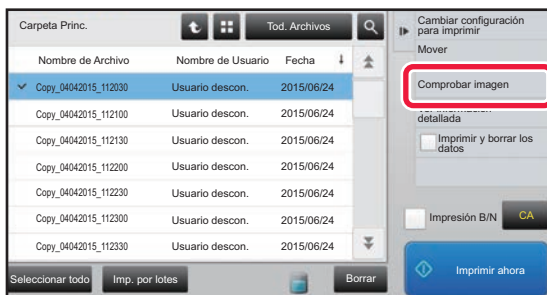 Carpeta Princ.
Tod. Archivos
Nombre de Archivo Nombre de Usuario Fecha
Copy_04042015_112030 Usuario descon. 2015/06/24
Copy_04042015_112100 Usuario descon. 2015/06/24
Copy_04042015_112130 Usuario descon. 2015/06/24
Copy_04042015_112200 Usuario descon. 2015/06/24
Copy_04042015_112230 Usuario descon. 2015/06/24
Copy_04042015_112300 Usuario descon. 2015/06/24
Copy_04042015_112330 Usuario descon. 2015/06/24
Seleccionar todo Imp. por lotes Borrar
Cambiar configuración
para imprimir
Mover
Comprobar imagen
Ver información
detallada
Imprimir y borrar los
datos
Impresión B/N CA
Imprimir ahora